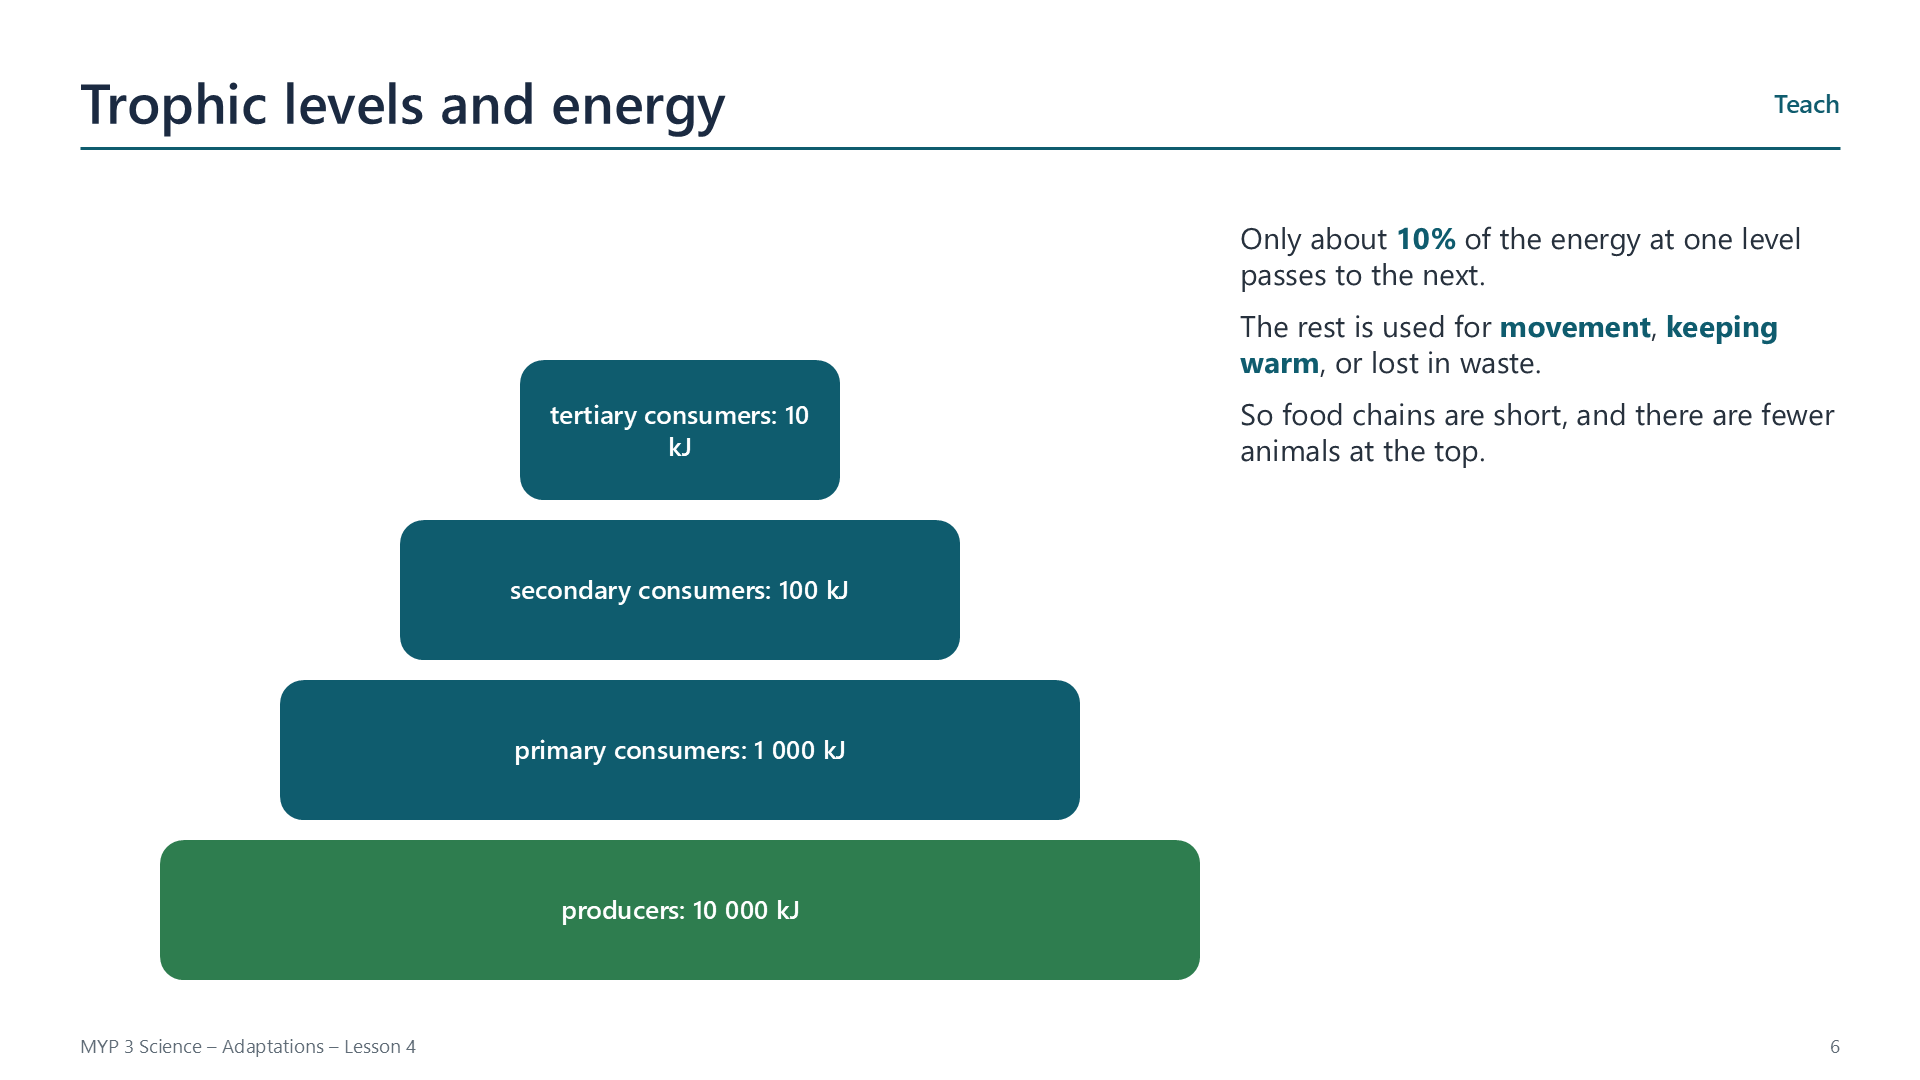 Trophic levels and energy
Teach
Only about 10% of the energy at one level
passes to the next.
The rest is used for movement, keeping
warm, or lost in waste.
So food chains are short, and there are fewer
animals at the top.
tertiary consumers: 10
kJ
secondary consumers: 100 kJ
primary consumers: 1 000 kJ
producers: 10 000 kJ
MYP 3 Science – Adaptations – Lesson 4
6